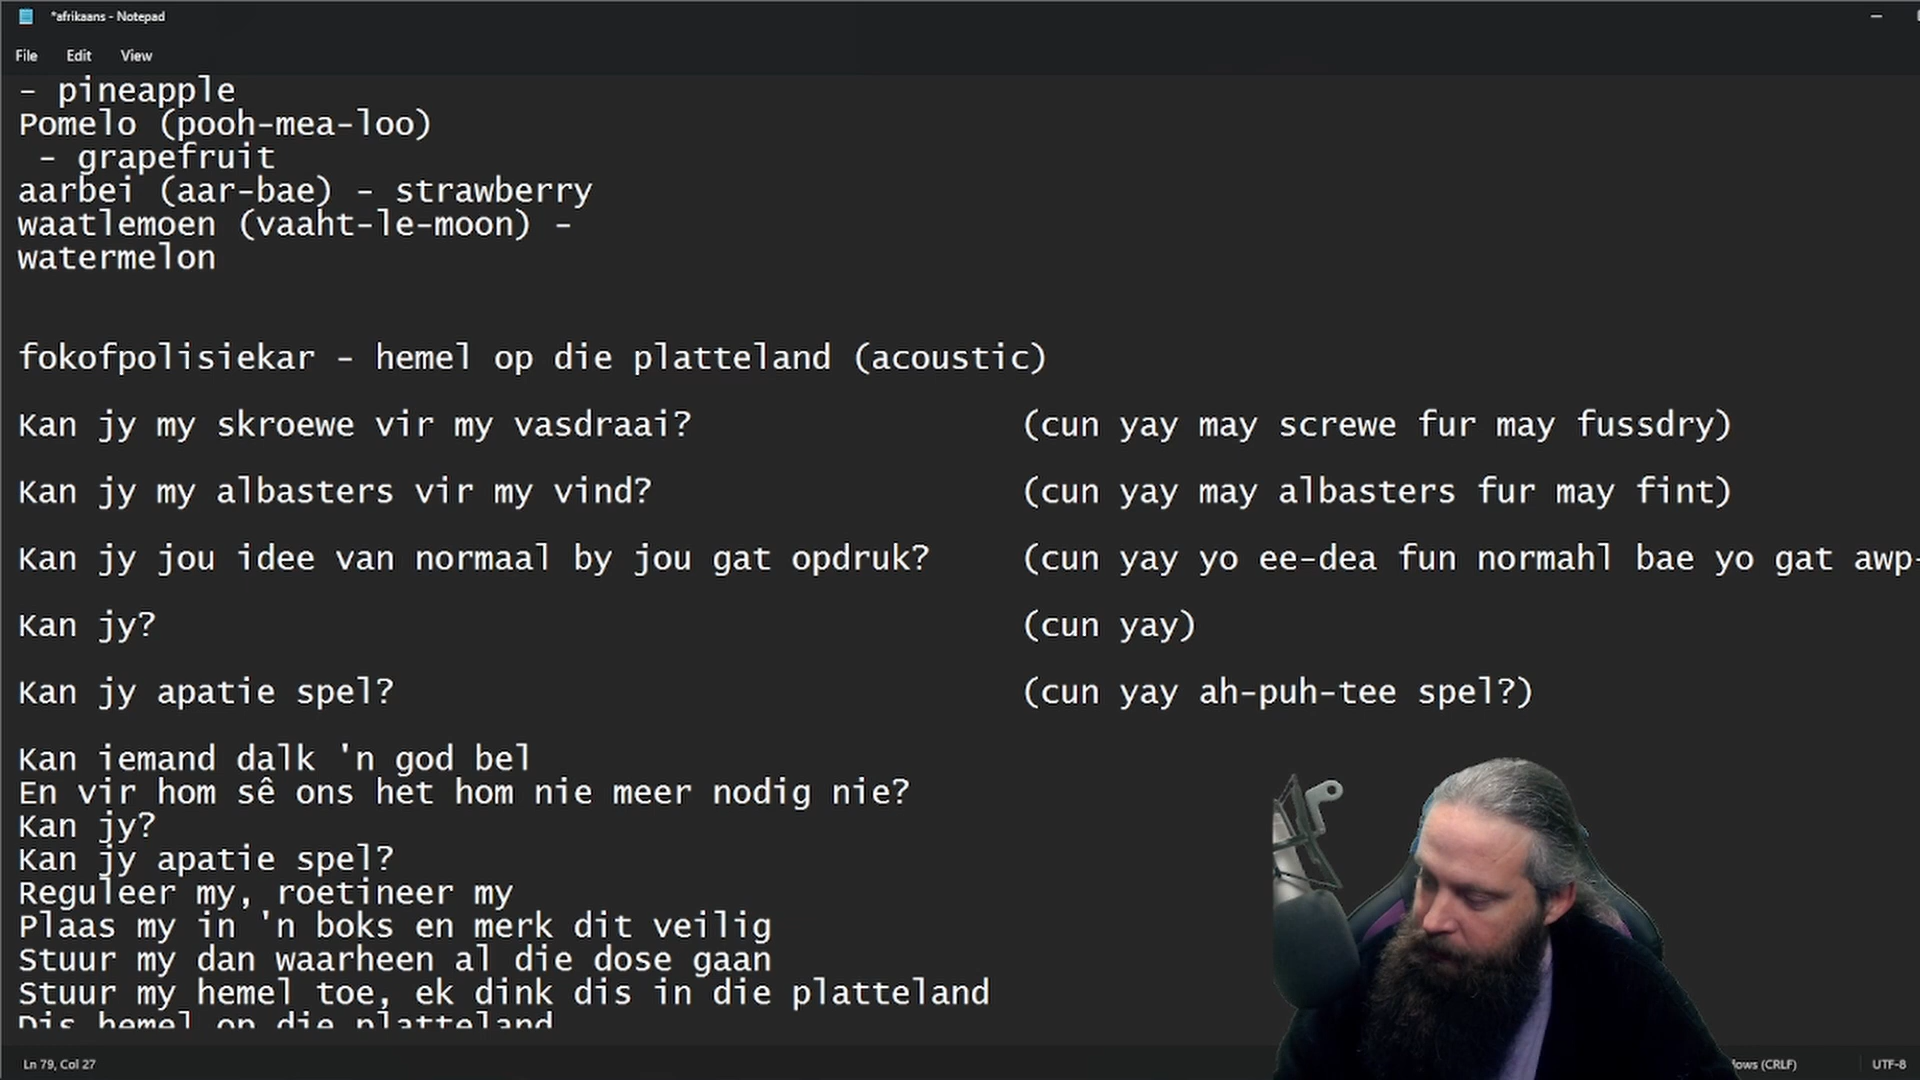 *afrikaans - Notepad
File Edit View
- pineapple
Pomelo (pooh-mea-loo)
- grapefruit
aarbei (aar-bae) - strawberry
waatlemoen (vaaht-le-moon) -
watermelon
fokofpolisiekar - hemel op die platteland (acoustic)
Kan jy my skroewe vir my vasdraai? (cun yay may screwe fur may fussdry)
Kan jy my albasters vir my vind? (cun yay may albasters fur may fint)
Kan jy jou idee van normaal by jou gat opdruk? (cun yay yo ee-dea fun normahl bae yo gat awp-
Kan jy? (cun yay)
Kan jy apatie spel? (cun yay ah-puh-tee spel?)
Kan iemand dalk 'n god bel
En vir hom sê ons het hom nie meer nodig nie?
Kan jy?
Kan jy apatie spel?
Reguleer my, roetineer my
Plaas my in 'n boks en merk dit veilig
Stuur my dan waarheen al die dose gaan
Stuur my hemel toe, ek dink dis in die platteland
Dis hemel op die platteland
Ln 79, Col 27 (CRLF) UTF-8